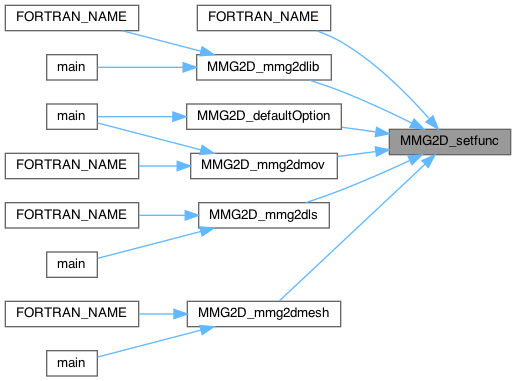 FORTRAN_NAME
FORTRAN_NAME
main
MMG2D_mmg2dlib
main
MMG2D_defaultOption
MMG2D_setfunc
FORTRAN_NAME
MMG2D_mmg2dmov
FORTRAN_NAME
MMG2D_mmg2dls
main
FORTRAN_NAME
MMG2D_mmg2dmesh
main